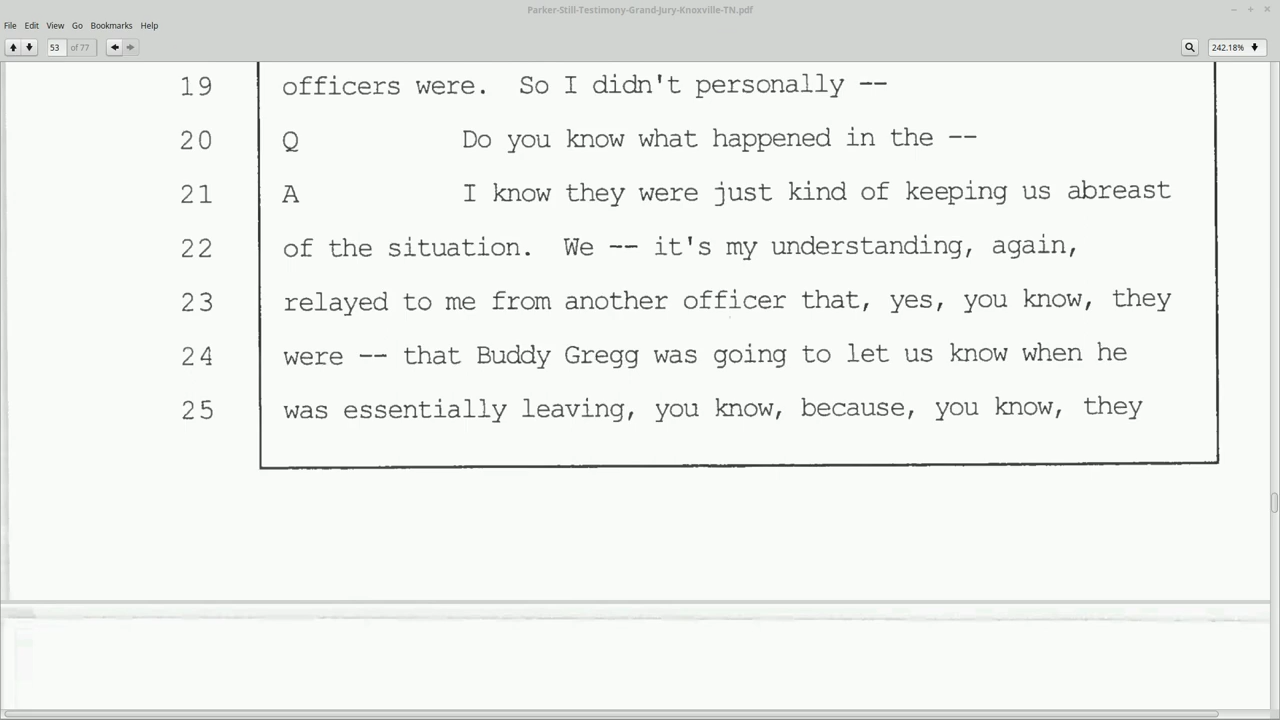 Parker-Still-Testimony-Grand-Jury-Knoxville-TN.pdf
File Edit View Go Bookmarks Help
53 of 77 242.18%
19 officers were. So I didn't personally --
20 Q Do you know what happened in the --
21 A I know they were just kind of keeping us abreast
22 of the situation. We -- it's my understanding, again,
23 relayed to me from another officer that, yes, you know, they
24 were -- that Buddy Gregg was going to let us know when he
25 was essentially leaving, you know, because, you know, they